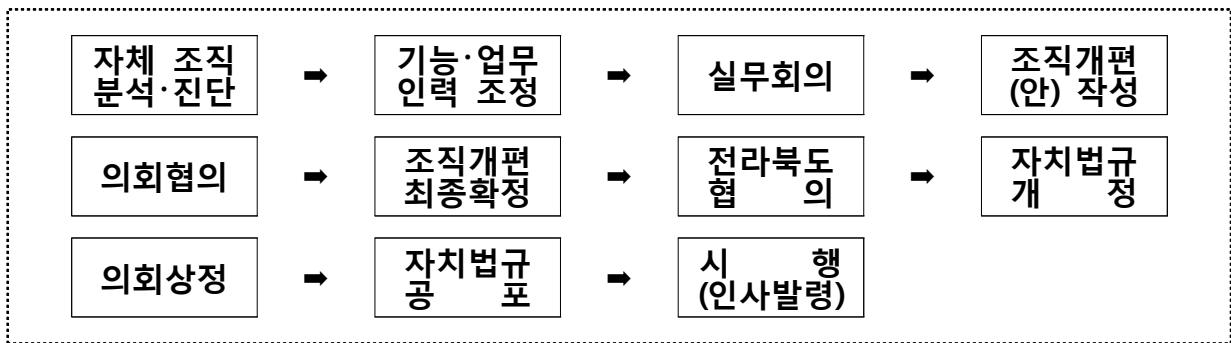 자체 조직
분석·진단
➡
기능·업무
인력 조정
➡
실무회의
➡
조직개편
(안) 작성
의회협의
➡
조직개편
최종확정
➡
전라북도
협 의
➡
자치법규
개 정
의회상정
➡
자치법규
공 포
➡
시 행
(인사발령)